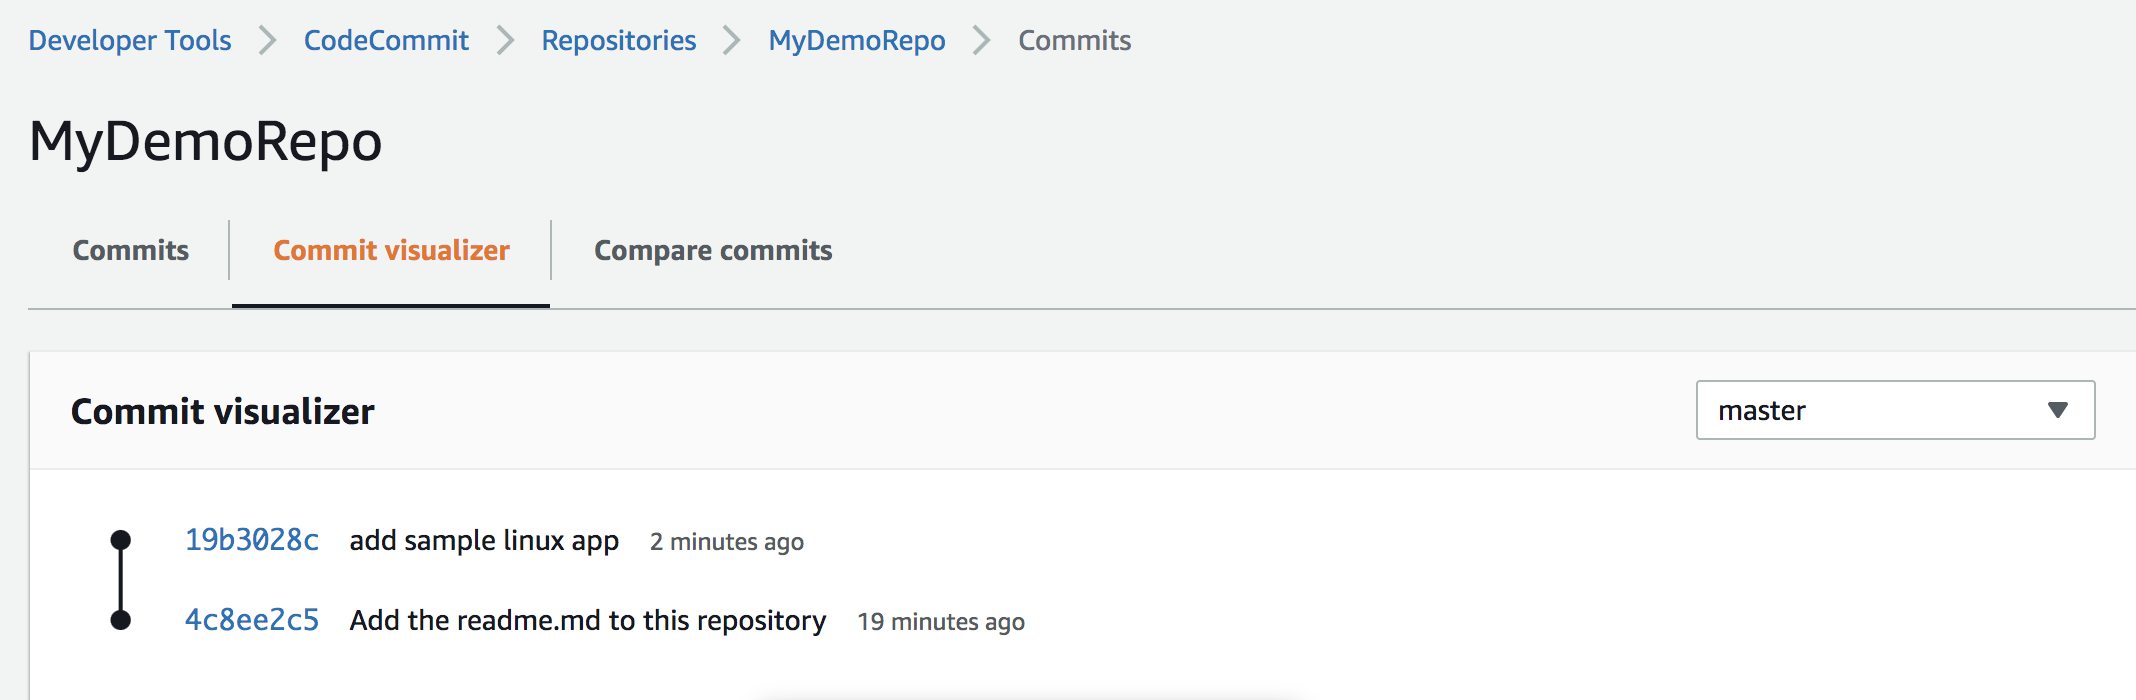 Developer Tools > CodeCommit > Repositories > MyDemoRepo > Commits
MyDemoRepo
Commits Commit visualizer Compare commits
Commit visualizer master
19b3028c add sample linux app 2 minutes ago
4c8ee2c5 Add the readme.md to this repository 19 minutes ago